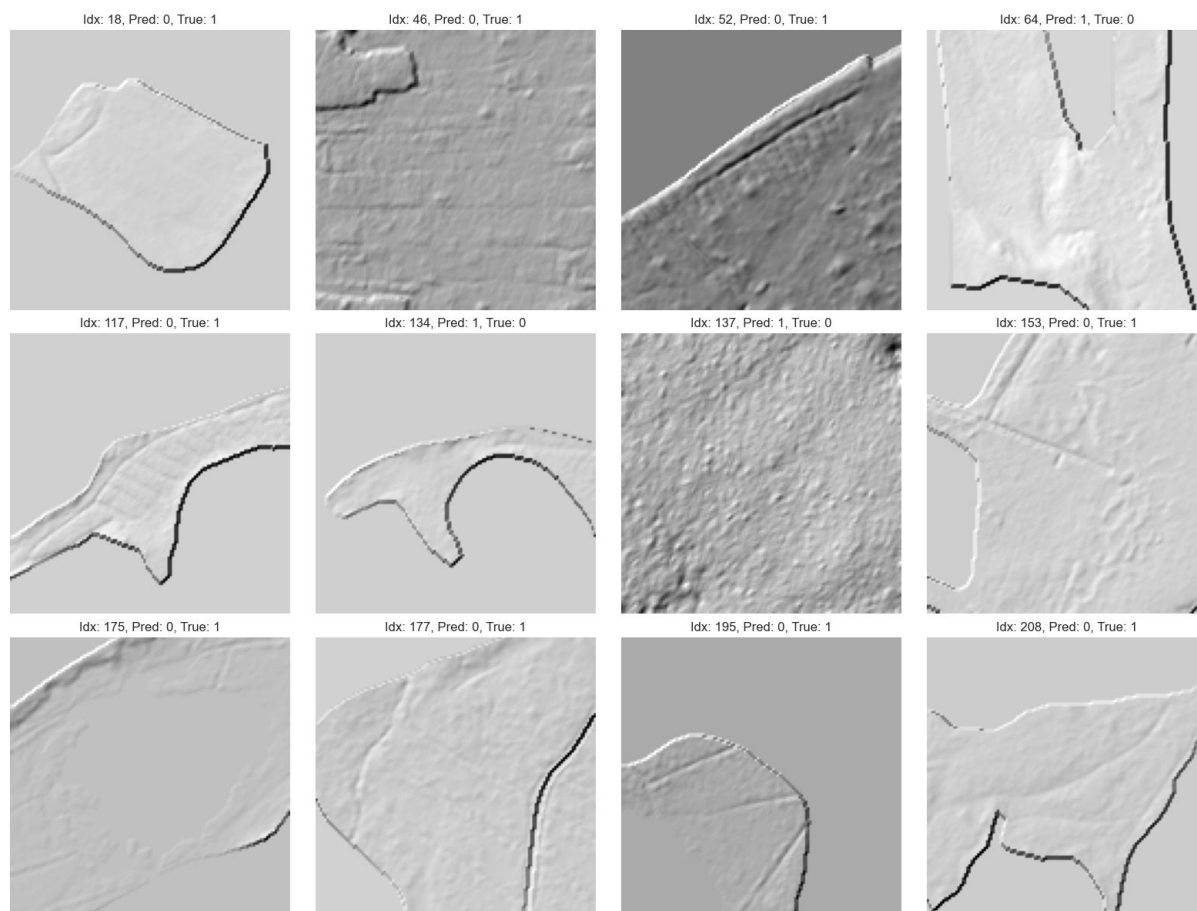 Idx: 18, Pred: 0, True: 1
Idx: 46, Pred: 0, True: 1
Idx: 52, Pred: 0, True: 1
Idx: 64, Pred: 1, True: 0
Idx: 117, Pred: 0, True: 1
Idx: 134, Pred: 1, True: 0
Idx: 137, Pred: 1, True: 0
Idx: 153, Pred: 0, True: 1
Idx: 175, Pred: 0, True: 1
Idx: 177, Pred: 0, True: 1
Idx: 195, Pred: 0, True: 1
Idx: 208, Pred: 0, True: 1